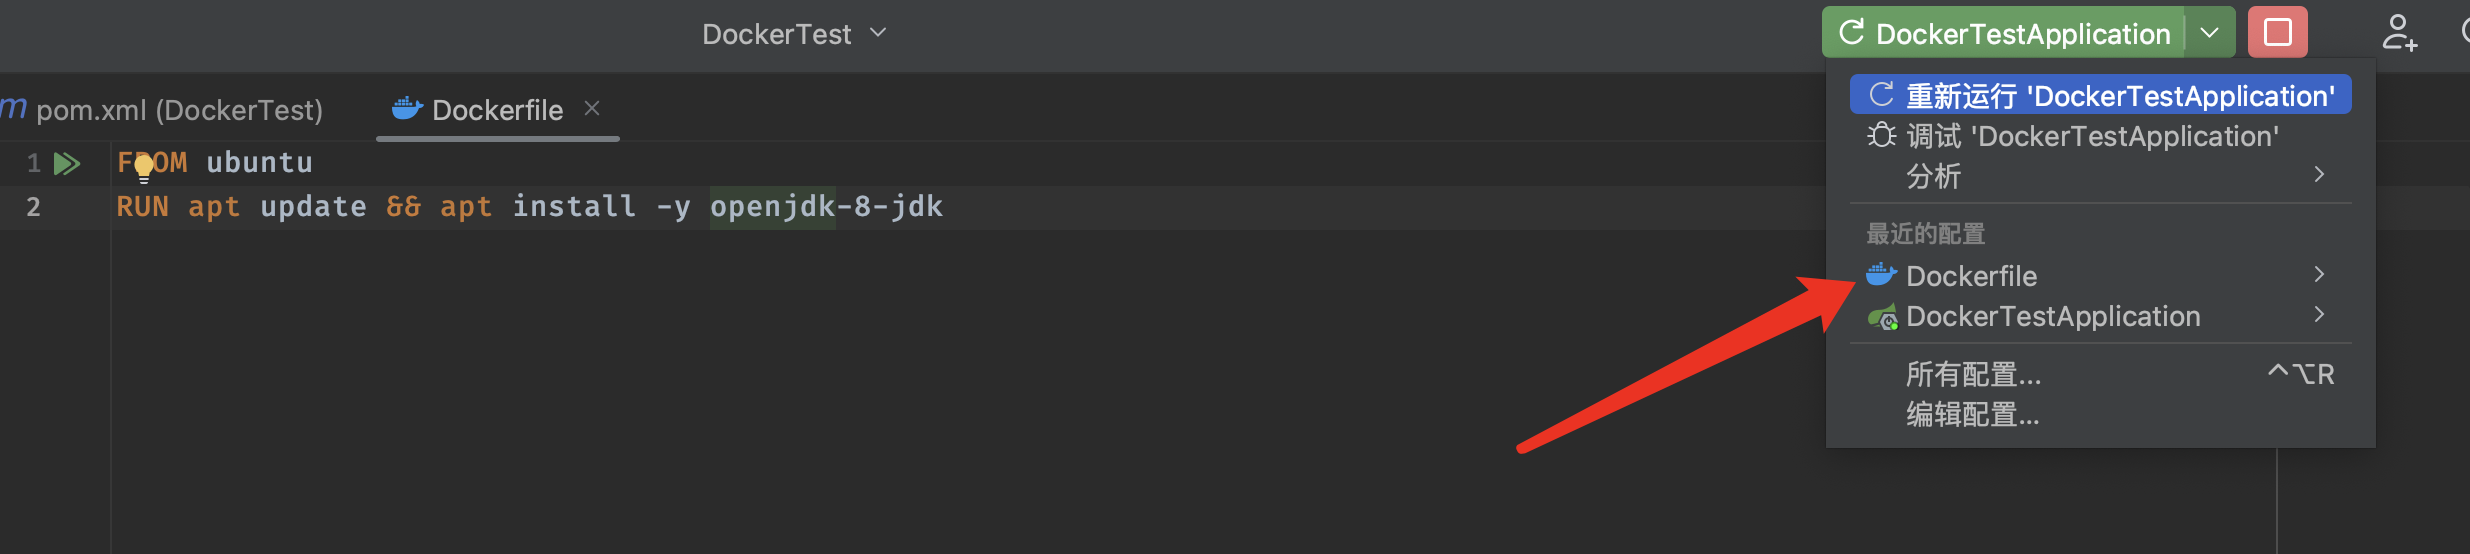 DockerTest
DockerTestApplication
pom.xml (DockerTest)
Dockerfile
1 FROM ubuntu
2 RUN apt update && apt install -y openjdk-8-jdk
重新运行 'DockerTestApplication'
调试 'DockerTestApplication'
分析
最近的配置
Dockerfile
DockerTestApplication
所有配置... ^⌥R
编辑配置...